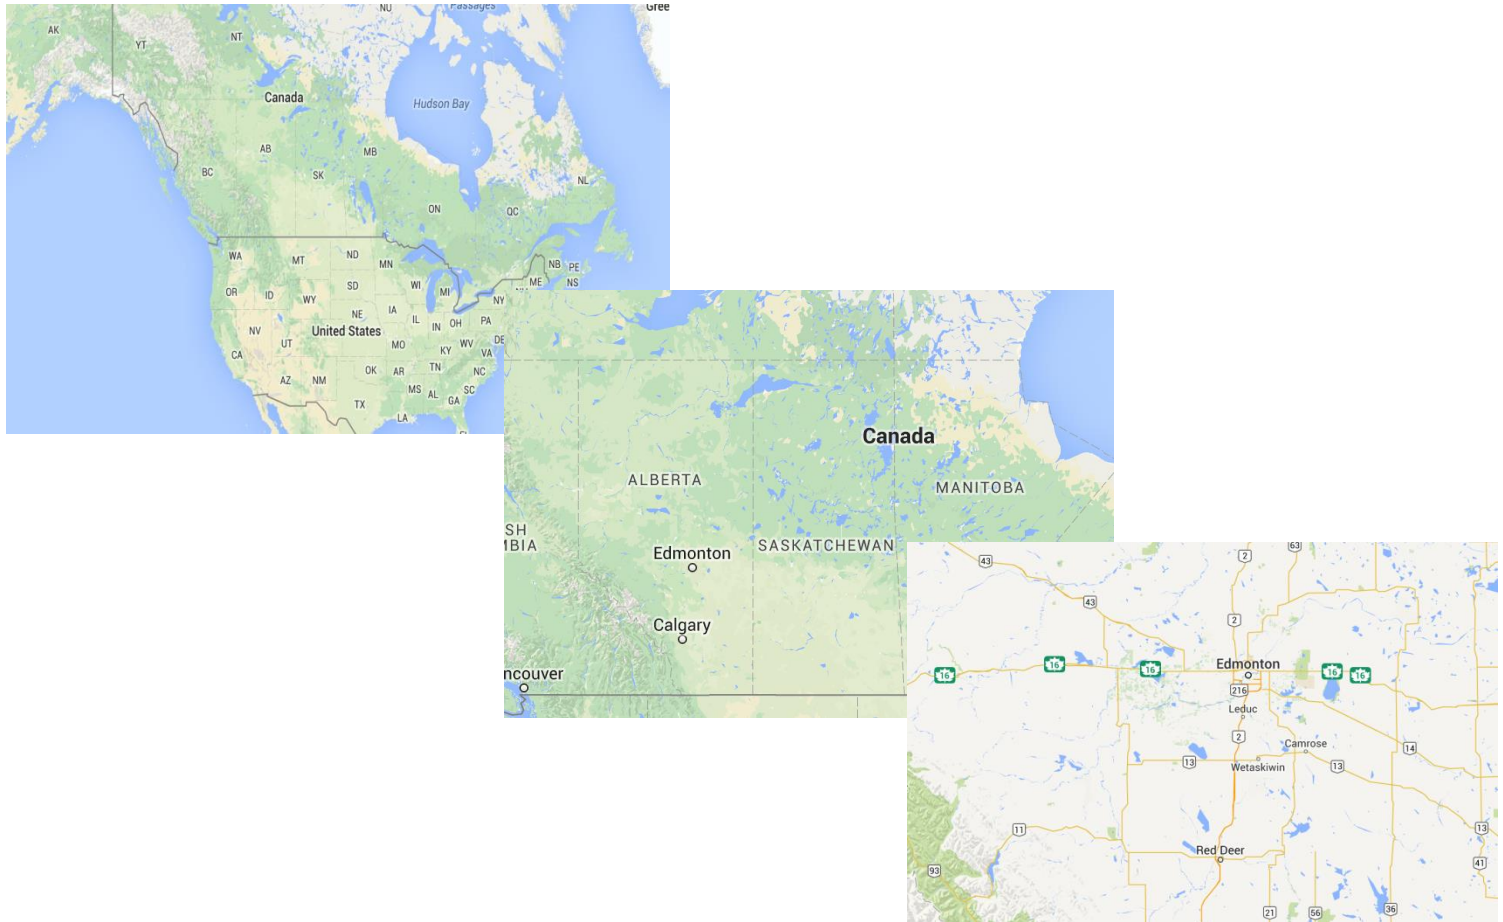 NU
Passages
Gree
AK
YT
NT
Canada
Hudson Bay
AB
MB
BC
SK
NL
ON
QC
WA
MT
ND
MN
NB
PE
OR
ID
WY
SD
WI
MI
ME
NS
NY
NV
UT
NE
IA
IL
IN
OH
PA
United States
CA
MO
KY
WV
VA
DE
AZ
NM
OK
AR
TN
NC
MS
AL
GA
SC
TX
LA
Canada
ALBERTA
MANITOBA
SH
MBIA
Edmonton
SASKATCHEWAN
Calgary
ncouver
43
2
63
43
2
16
16
16
Edmonton
16
16
216
Leduc
2
Camrose
14
13
Wetaskiwin
13
11
13
Red Deer
93
41
21
56
36